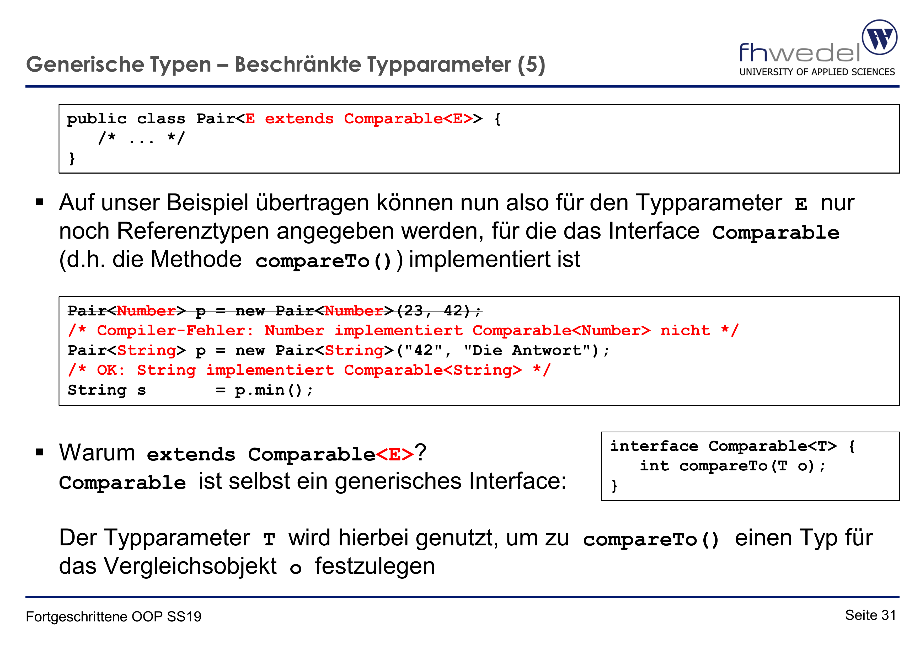 Generische Typen – Beschränkte Typparameter (5)
fhwedel
UNIVERSITY OF APPLIED SCIENCES
W
public class Pair<E extends Comparable<E>> {
/* ... */
}
▪ Auf unser Beispiel übertragen können nun also für den Typparameter E nur
noch Referenztypen angegeben werden, für die das Interface Comparable
(d.h. die Methode compareTo()) implementiert ist
Pair<Number> p = new Pair<Number>(23, 42);
/* Compiler-Fehler: Number implementiert Comparable<Number> nicht */
Pair<String> p = new Pair<String>("42", "Die Antwort");
/* OK: String implementiert Comparable<String> */
String s = p.min();
▪ Warum extends Comparable<E>?
Comparable ist selbst ein generisches Interface:
interface Comparable<T> {
int compareTo(T o);
}
Der Typparameter T wird hierbei genutzt, um zu compareTo() einen Typ für
das Vergleichsobjekt o festzulegen
Fortgeschrittene OOP SS19
Seite 31